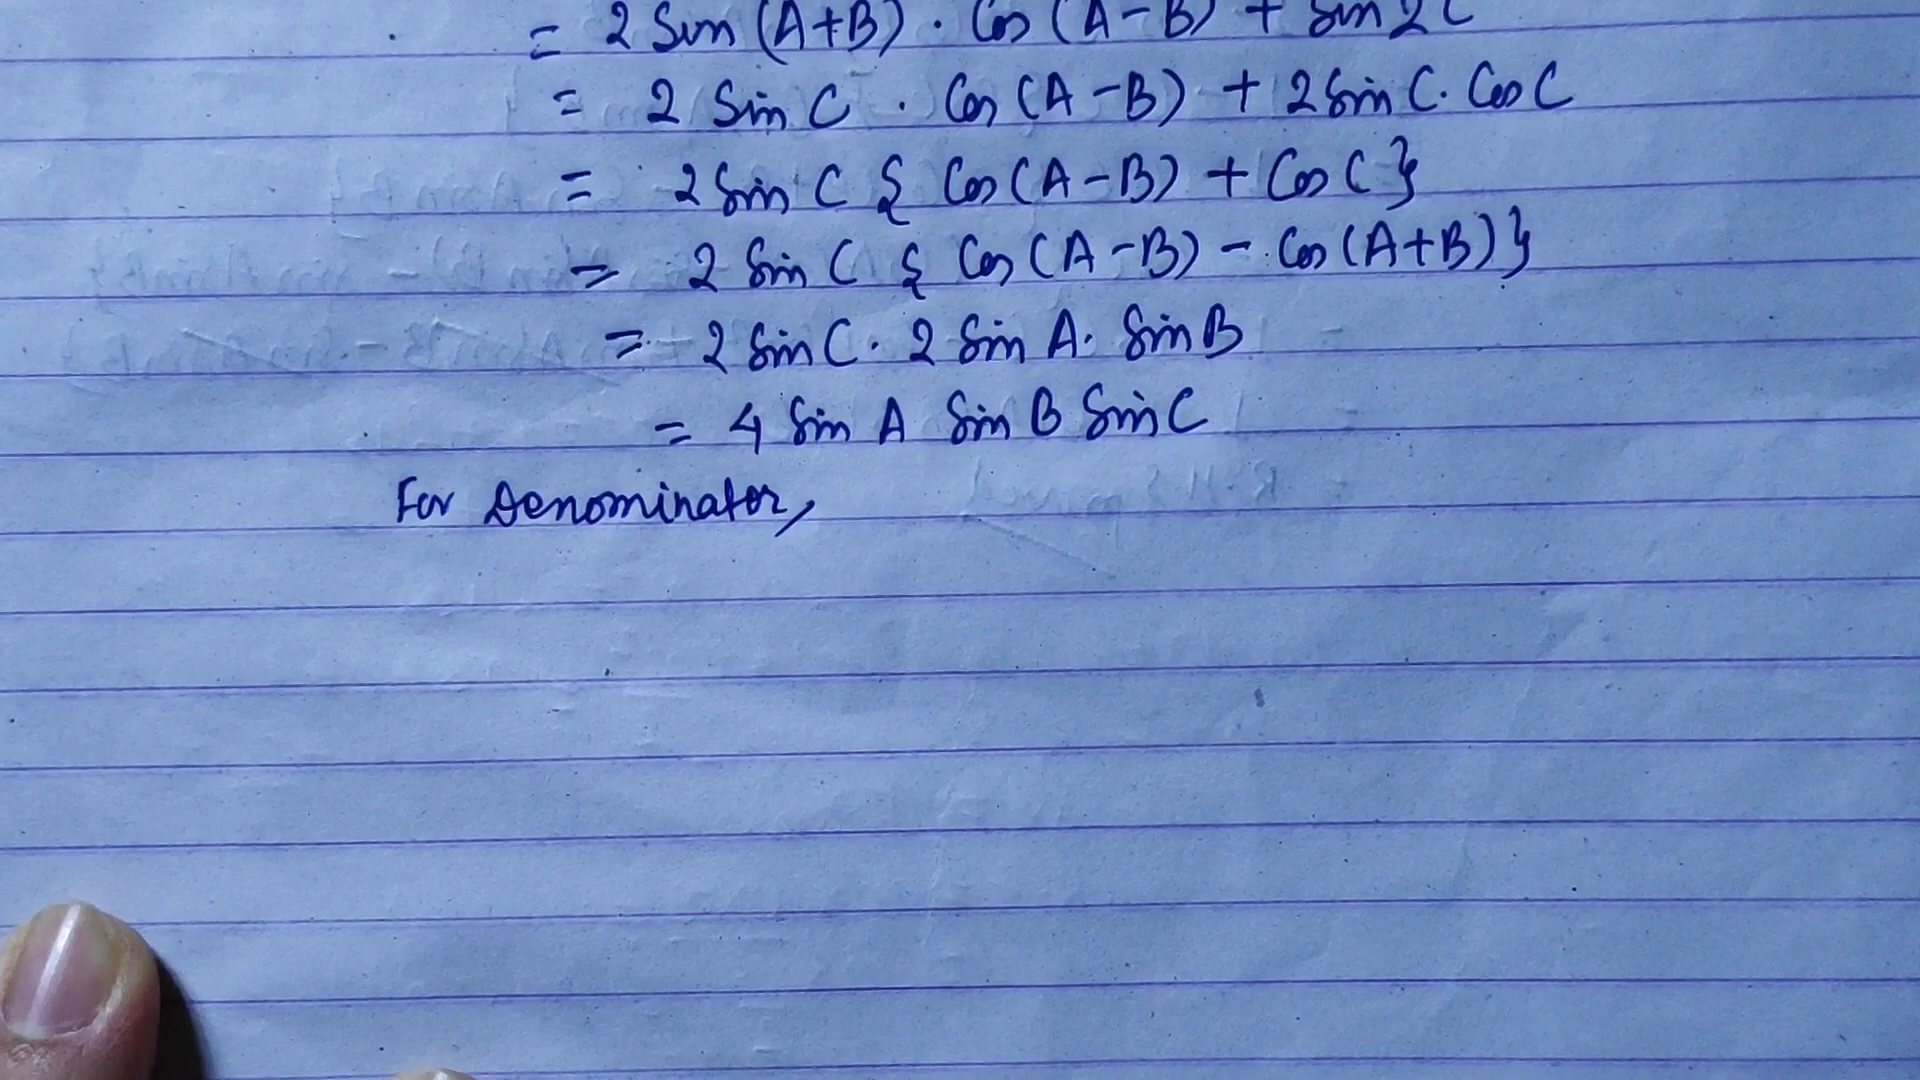 = 2 Sin (A+B) · Cos (A-B) + Sin 2C
= 2 Sin C · Cos (A-B) + 2 Sin C. Cos C
= 2 Sin C { Cos (A-B) + Cos C }
= 2 Sin C { Cos (A-B) - Cos (A+B) }
= 2 Sin C · 2 Sin A · Sin B
= 4 Sin A Sin B Sin C
For Denominator,